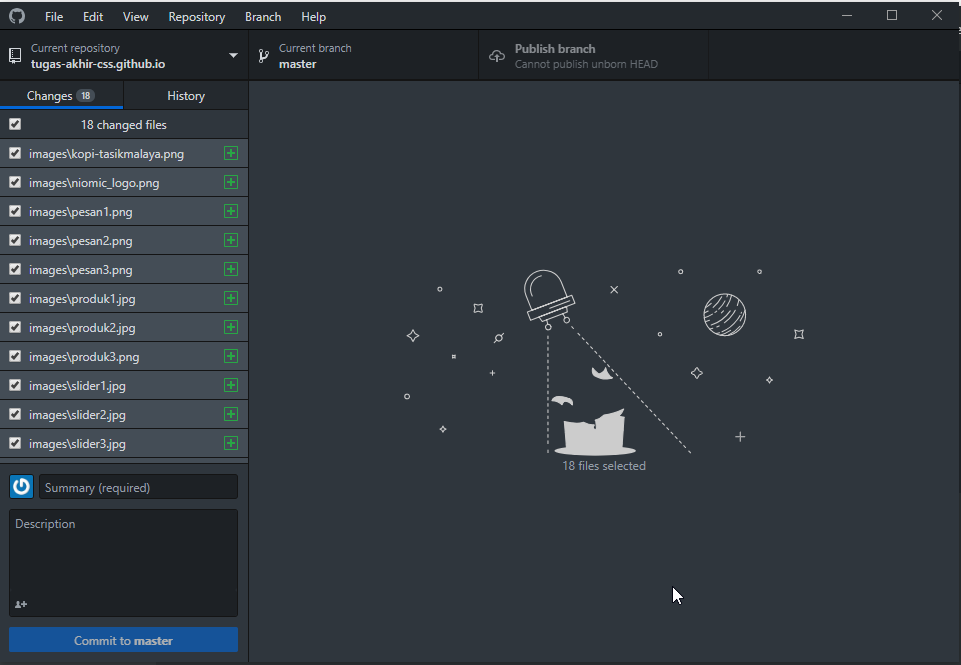 File Edit View Repository Branch Help
Current repository
tugas-akhir-css.github.io
Current branch
master
Publish branch
Cannot publish unborn HEAD
Changes 18
History
18 changed files
images\kopi-tasikmalaya.png
images\niomic_logo.png
images\pesan1.png
images\pesan2.png
images\pesan3.png
images\produk1.jpg
images\produk2.jpg
images\produk3.png
images\slider1.jpg
images\slider2.jpg
images\slider3.jpg
Summary (required)
Description
Commit to master
18 files selected